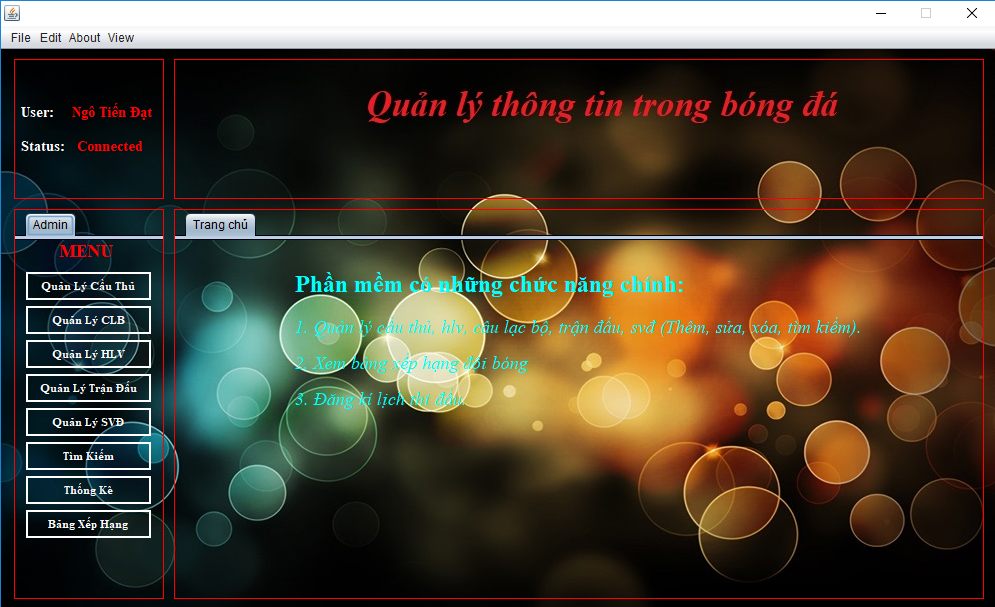 File Edit About View
User: Ngô Tiến Đạt
Status: Connected
Quản lý thông tin trong bóng đá
Admin
MENU
Quản Lý Cầu Thủ
Quản Lý CLB
Quản Lý HLV
Quản Lý Trận Đấu
Quản Lý SVĐ
Tìm Kiếm
Thống Kê
Bảng Xếp Hạng
Trang chủ
Phần mềm có những chức năng chính:
1. Quản lý cầu thủ, hlv, câu lạc bộ, trận đấu, svđ (Thêm, sửa, xóa, tìm kiếm).
2. Xem bảng xếp hạng đội bóng
3. Đăng kí lịch thi đấu